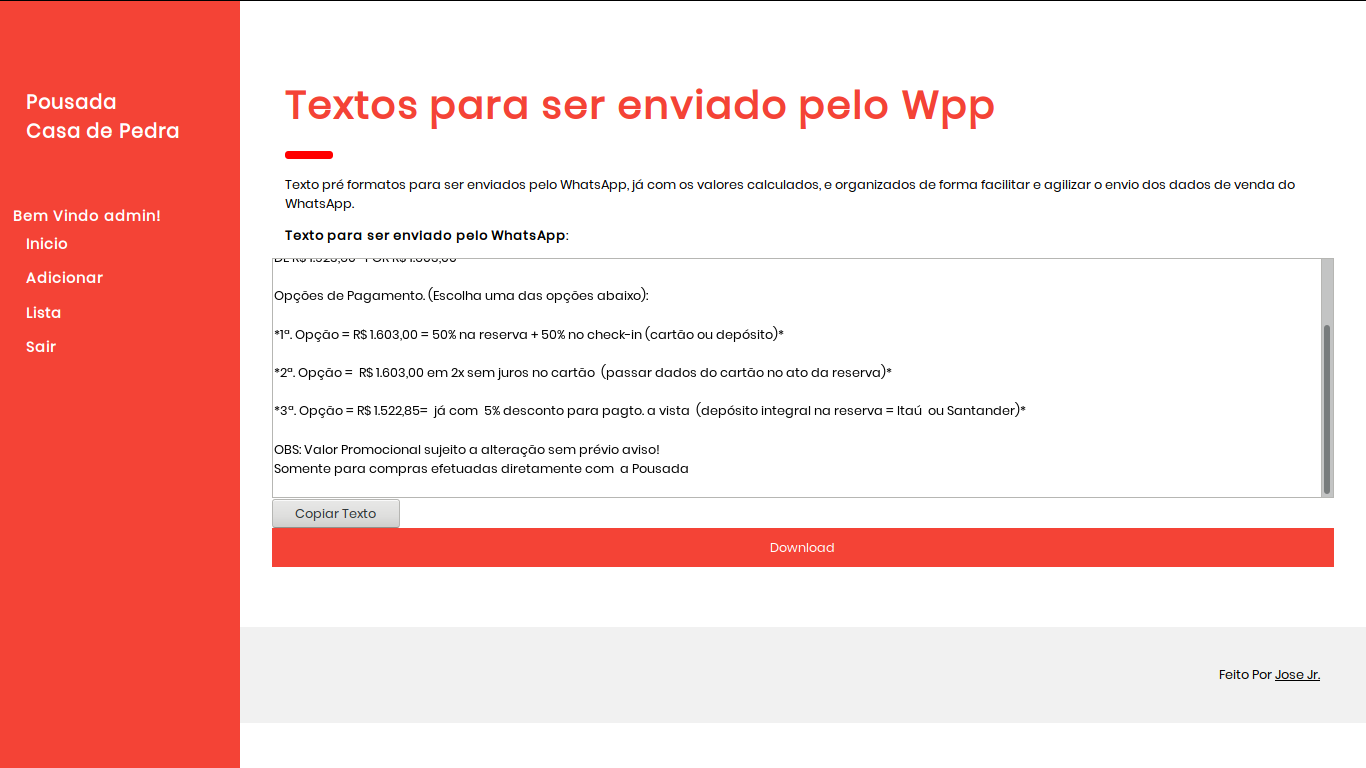 Pousada
Casa de Pedra
Bem Vindo admin!
Inicio
Adicionar
Lista
Sair
Textos para ser enviado pelo Wpp
Texto pré formatos para ser enviados pelo WhatsApp, já com os valores calculados, e organizados de forma facilitar e agilizar o envio dos dados de venda do
WhatsApp.
Texto para ser enviado pelo WhatsApp:
Opções de Pagamento. (Escolha uma das opções abaixo):
*1ª. Opção = R$ 1.603,00 = 50% na reserva + 50% no check-in (cartão ou depósito)*
*2ª. Opção =  R$ 1.603,00 em 2x sem juros no cartão  (passar dados do cartão no ato da reserva)*
*3ª. Opção = R$ 1.522,85=  já com  5% desconto para pagto. a vista  (depósito integral na reserva = Itaú  ou Santander)*
OBS: Valor Promocional sujeito a alteração sem prévio aviso!
Somente para compras efetuadas diretamente com  a Pousada
Copiar Texto
Download
Feito Por Jose Jr.